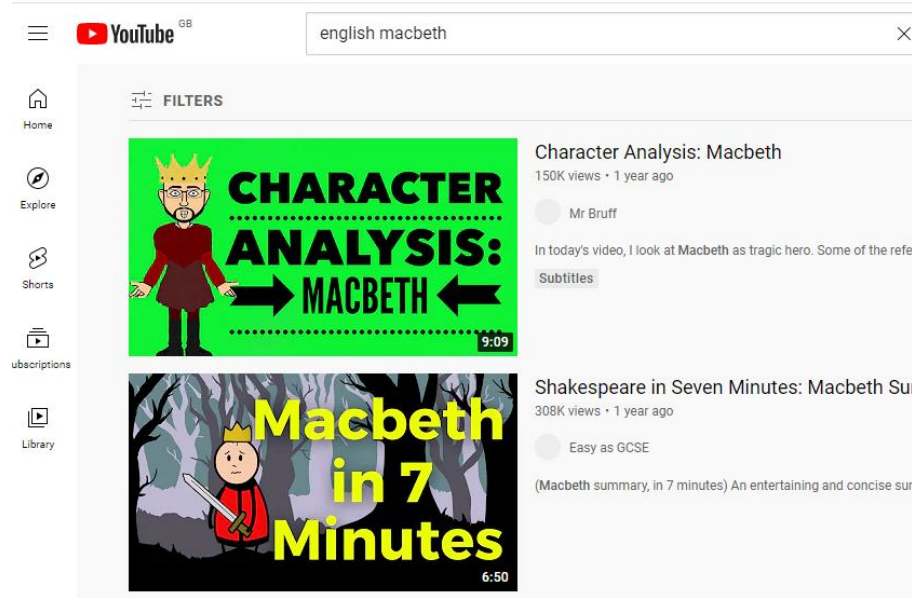 YouTube GB
english macbeth
Home
Explore
Shorts
ubscriptions
Library
FILTERS
CHARACTER
ANALYSIS:
MACBETH
9:09
Character Analysis: Macbeth
150K views • 1 year ago
Mr Bruff
In today's video, I look at Macbeth as tragic hero. Some of the refe
Subtitles
Macbeth
in 7
Minutes
6:50
Shakespeare in Seven Minutes: Macbeth Su
308K views • 1 year ago
Easy as GCSE
(Macbeth summary, in 7 minutes) An entertaining and concise sur